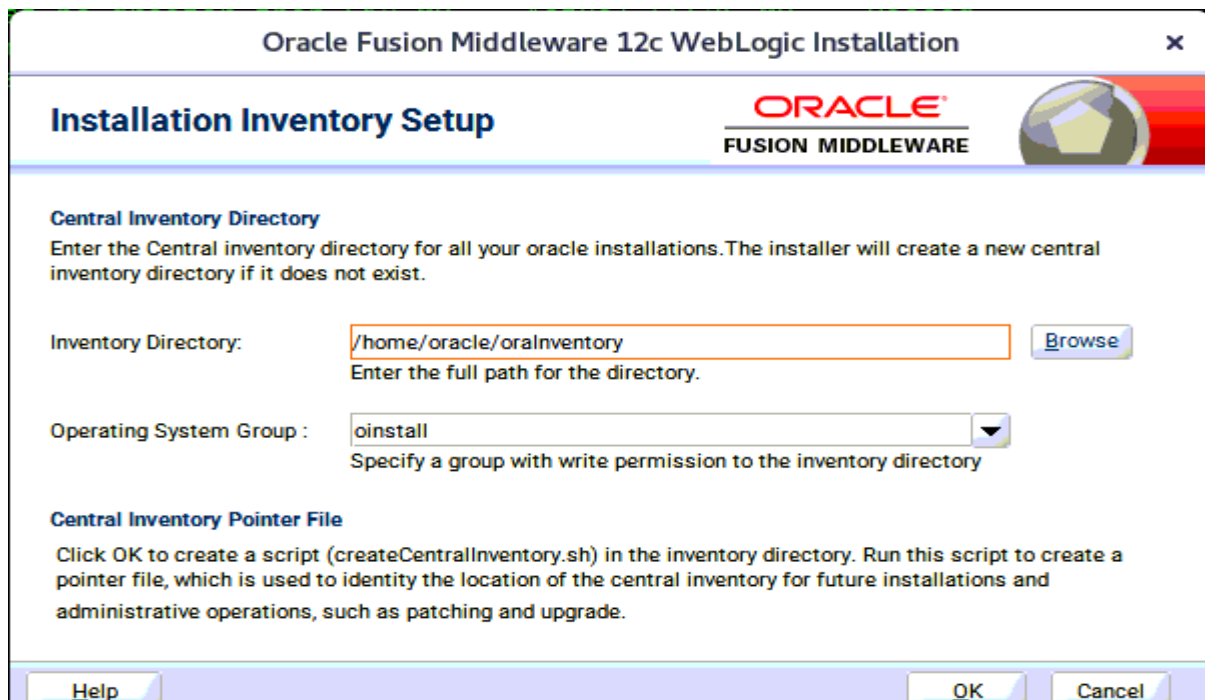 Oracle Fusion Middleware 12c WebLogic Installation ×
Installation Inventory Setup
ORACLE
FUSION MIDDLEWARE
Central Inventory Directory
Enter the Central inventory directory for all your oracle installations.The installer will create a new central
inventory directory if it does not exist.
Inventory Directory: /home/oracle/oraInventory Browse
Enter the full path for the directory.
Operating System Group : oinstall
Specify a group with write permission to the inventory directory
Central Inventory Pointer File
Click OK to create a script (createCentralInventory.sh) in the inventory directory. Run this script to create a
pointer file, which is used to identity the location of the central inventory for future installations and
administrative operations, such as patching and upgrade.
Help OK Cancel